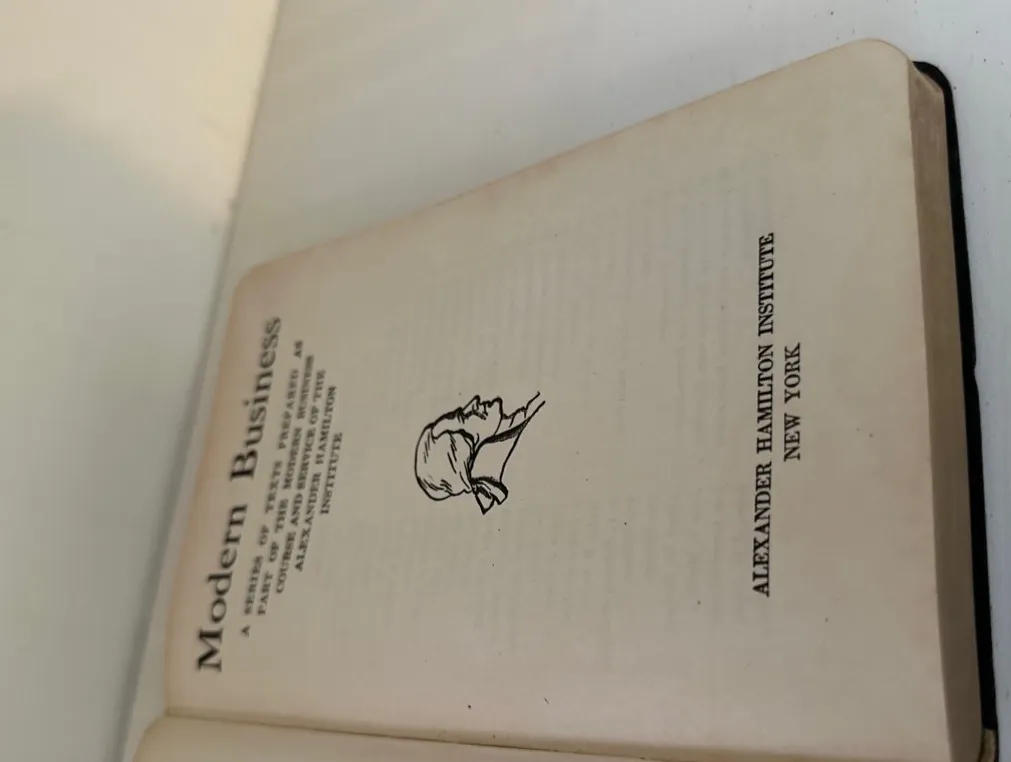 Modern Business
A SERIES OF TEXTS PREPARED AS
PART OF THE MODERN BUSINESS
COURSE AND SERVICE OF THE
ALEXANDER HAMILTON
INSTITUTE
ALEXANDER HAMILTON INSTITUTE
NEW YORK